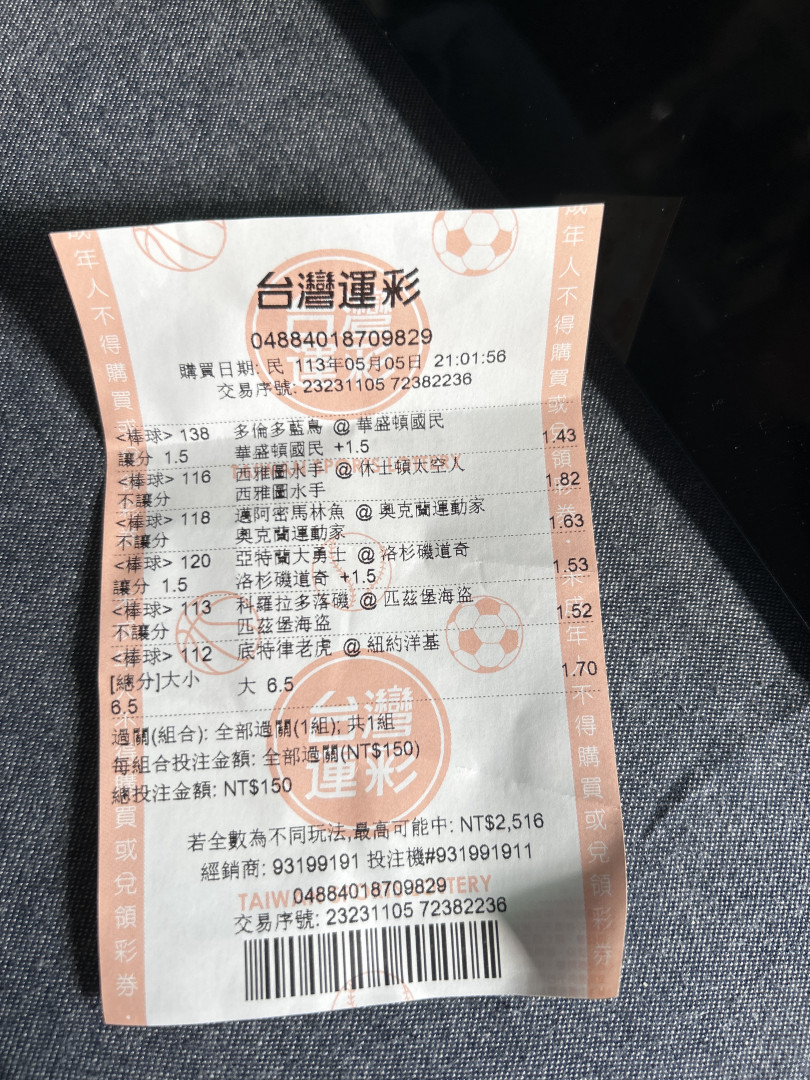 台灣運彩
04884018709829
購買日期: 民 113年05月05日 21:01:56
交易序號: 23231105 72382236
<棒球> 138 多倫多藍鳥 @ 華盛頓國民
讓分 1.5 華盛頓國民 +1.5 1.43
<棒球> 116 西雅圖水手 @ 休士頓太空人
不讓分 西雅圖水手 1.82
<棒球> 118 邁阿密馬林魚 @ 奧克蘭運動家
不讓分 奧克蘭運動家 1.63
<棒球> 120 亞特蘭大勇士 @ 洛杉磯道奇
讓分 1.5 洛杉磯道奇 +1.5 1.53
<棒球> 113 科羅拉多落磯 @ 匹茲堡海盜
不讓分 匹茲堡海盜 1.52
<棒球> 112 底特律老虎 @ 紐約洋基
[總分]大小 大 6.5 1.70
6.5
過關(組合): 全部過關(1組); 共1組
每組合投注金額: 全部過關(NT$150)
總投注金額: NT$150
台灣運彩
若全數為不同玩法,最高可能中: NT$2,516
經銷商: 93199191 投注機#931991911
04884018709829
交易序號: 23231105 72382236
成年人不得購買或兌領彩券
未成年人不得購買或兌領彩券